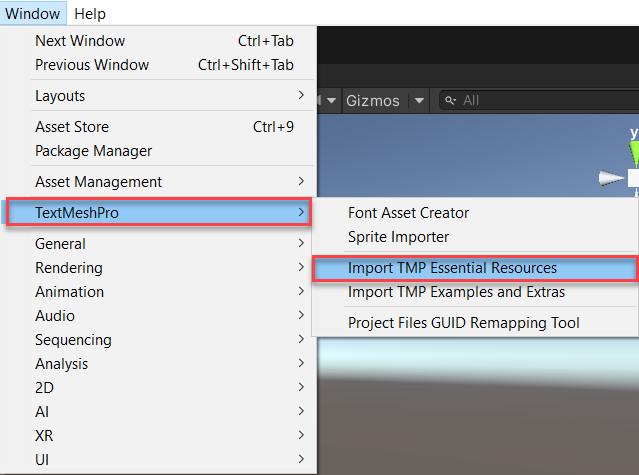 Window Help
Next Window Ctrl+Tab
Previous Window Ctrl+Shift+Tab
Layouts
Asset Store Ctrl+9
Package Manager
Asset Management
TextMeshPro
General
Rendering
Animation
Audio
Sequencing
Analysis
2D
AI
XR
UI
Gizmos All
y
Font Asset Creator
Sprite Importer
Import TMP Essential Resources
Import TMP Examples and Extras
Project Files GUID Remapping Tool